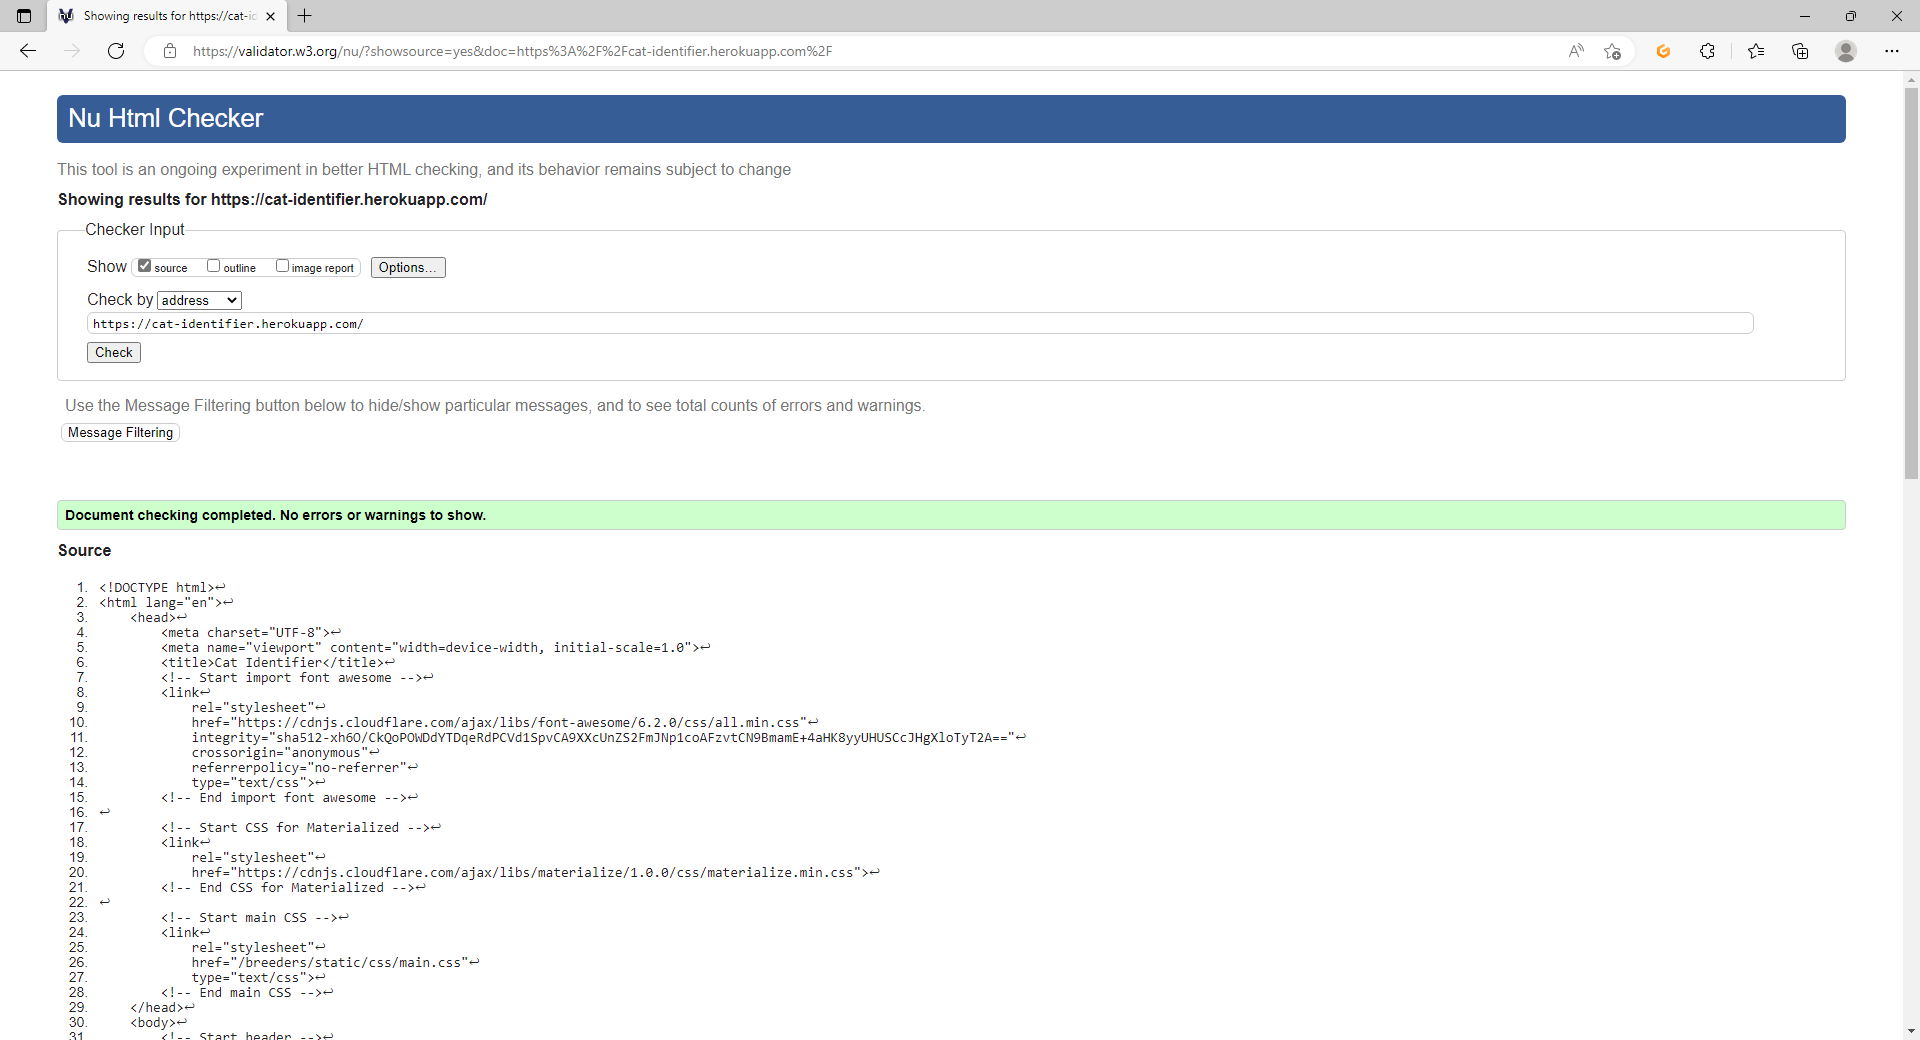 Showing results for https://cat-id
https://validator.w3.org/nu/?showsource=yes&doc=https%3A%2F%2Fcat-identifier.herokuapp.com%2F
Nu Html Checker
This tool is an ongoing experiment in better HTML checking, and its behavior remains subject to change
Showing results for https://cat-identifier.herokuapp.com/
Checker Input
Show source outline image report Options...
Check by address
https://cat-identifier.herokuapp.com/
Check
Use the Message Filtering button below to hide/show particular messages, and to see total counts of errors and warnings.
Message Filtering
Document checking completed. No errors or warnings to show.
Source
1. <!DOCTYPE html>↩
2. <html lang="en">↩
3. <head>↩
4. <meta charset="UTF-8">↩
5. <meta name="viewport" content="width=device-width, initial-scale=1.0">↩
6. <title>Cat Identifier</title>↩
7. <!-- Start import font awesome -->↩
8. <link↩
9. rel="stylesheet"↩
10. href="https://cdnjs.cloudflare.com/ajax/libs/font-awesome/6.2.0/css/all.min.css"↩
11. integrity="sha512-xh6O/CkQoPOWDdYTDqeRdPCVd1SpvCA9XXcUnZS2FmJNp1coAFzvtCN9BmamE+4aHK8yyUHUSCcJHgXloTyT2A=="↩
12. crossorigin="anonymous"↩
13. referrerpolicy="no-referrer"↩
14. type="text/css">↩
15. <!-- End import font awesome -->↩
16. ↩
17. <!-- Start CSS for Materialized -->↩
18. <link↩
19. rel="stylesheet"↩
20. href="https://cdnjs.cloudflare.com/ajax/libs/materialize/1.0.0/css/materialize.min.css">↩
21. <!-- End CSS for Materialized -->↩
22. ↩
23. <!-- Start main CSS -->↩
24. <link↩
25. rel="stylesheet"↩
26. href="/breeders/static/css/main.css"↩
27. type="text/css">↩
28. <!-- End main CSS -->↩
29. </head>↩
30. <body>↩
31. <!-- Start header -->↩